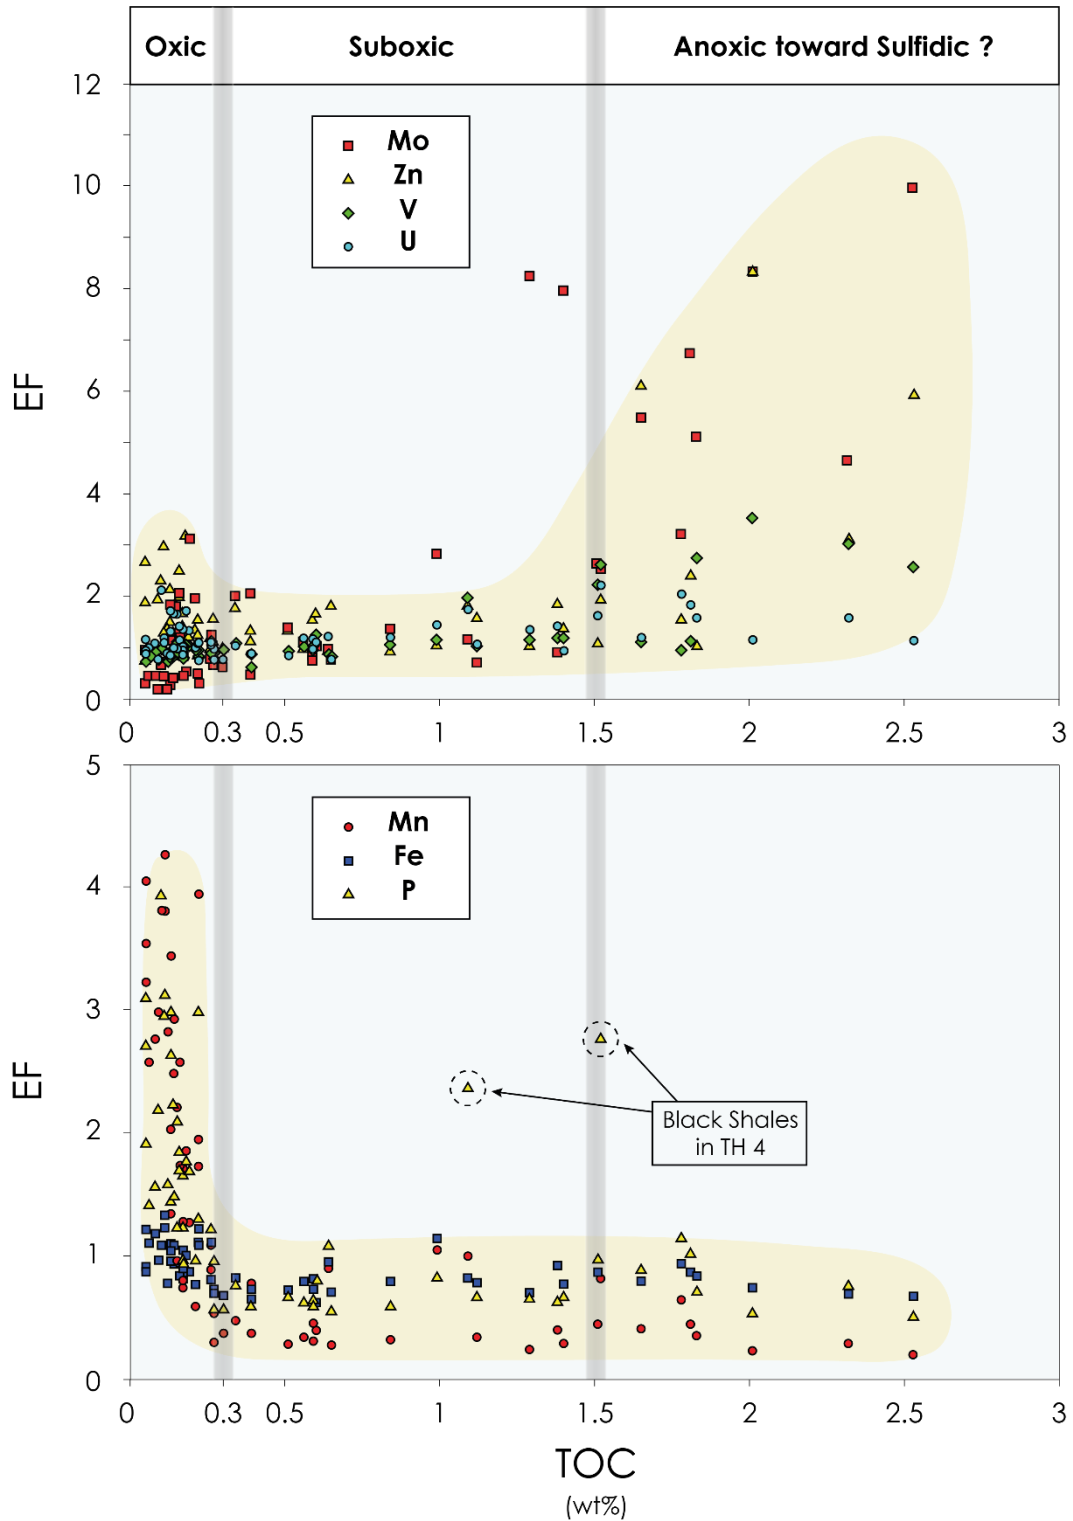 Oxic Suboxic Anoxic toward Sulfidic ?
12
10
8
6
4
2
0
EF
Mo
Zn
V
U
0 0.3 0.5 1 1.5 2 2.5 3
5
4
3
2
1
0
EF
Mn
Fe
P
Black Shales
in TH 4
0 0.3 0.5 1 1.5 2 2.5 3
TOC
(wt%)